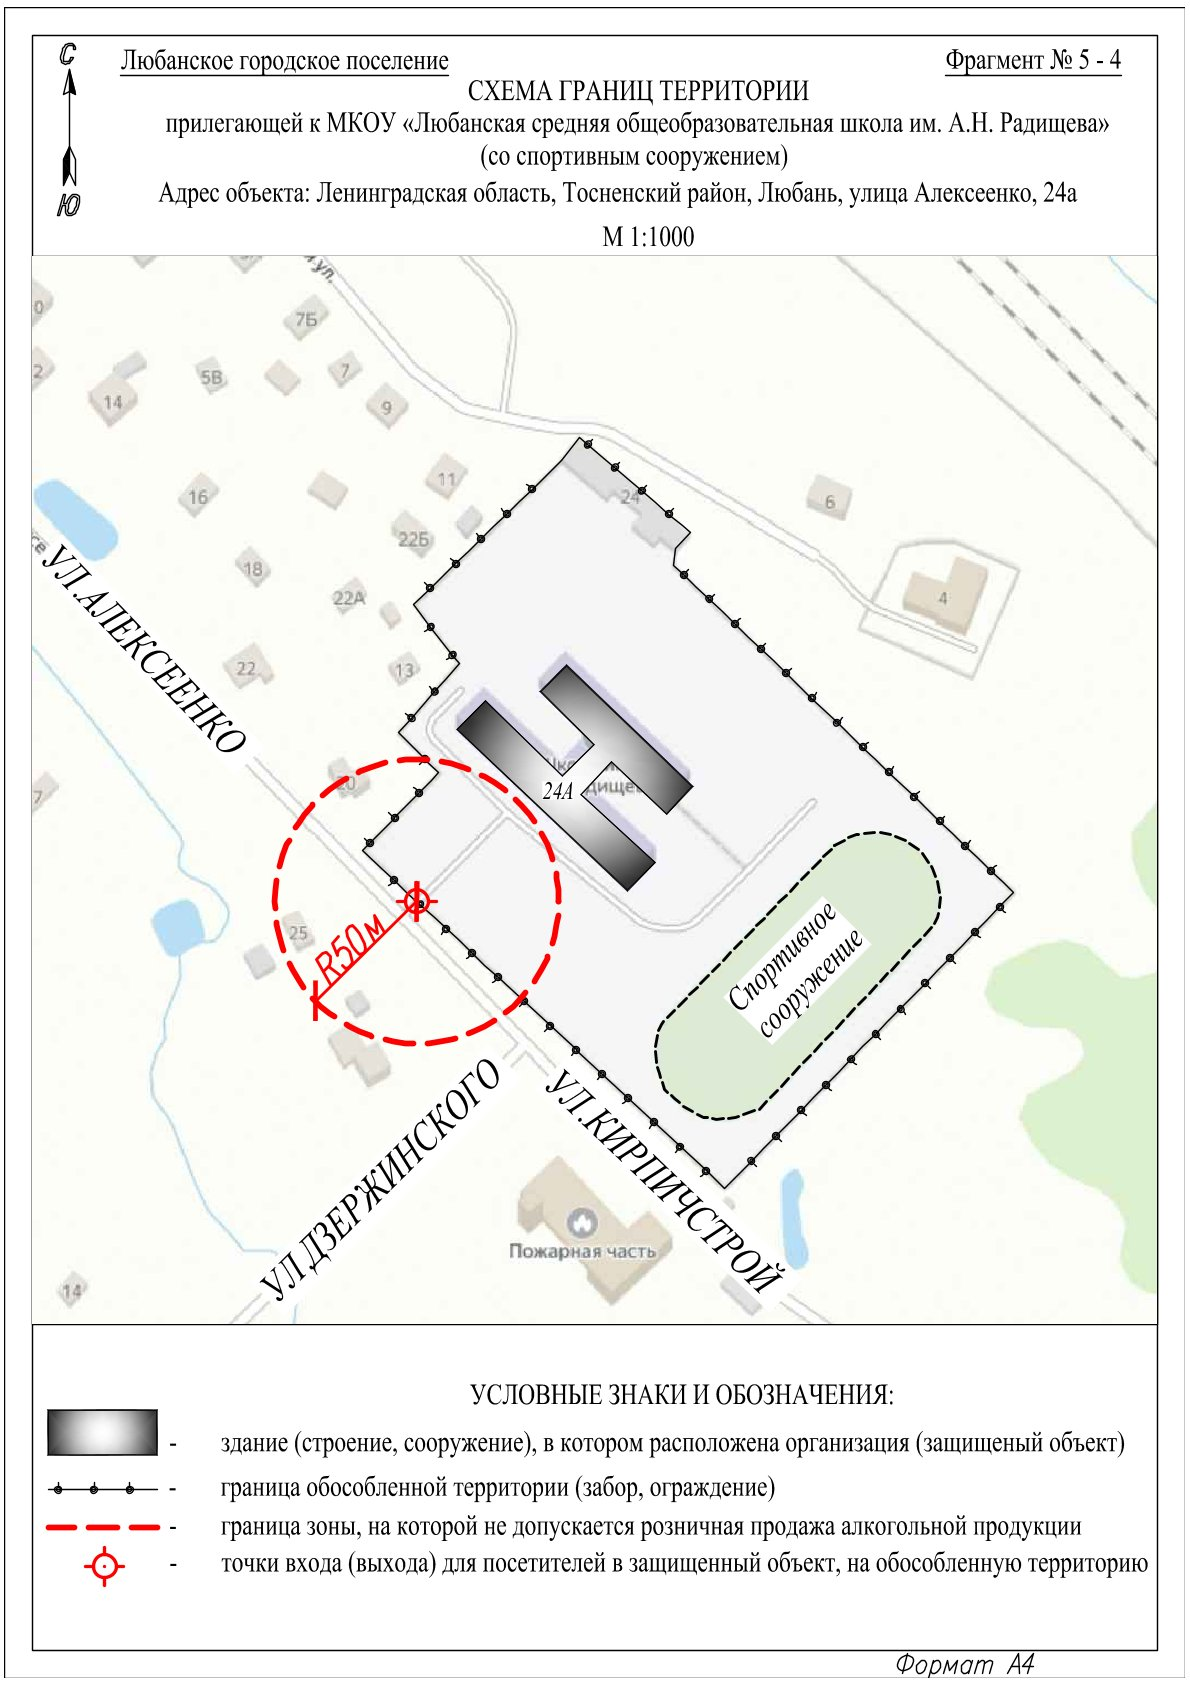 С
Ю
Любанское городское поселение
Фрагмент № 5 - 4
СХЕМА ГРАНИЦ ТЕРРИТОРИИ
прилегающей к МКОУ «Любанская средняя общеобразовательная школа им. А.Н. Радищева»
(со спортивным сооружением)
Адрес объекта: Ленинградская область, Тосненский район, Любань, улица Алексеенко, 24а
М 1:1000
ул.
0
7Б
2
5В
7
14
9
11
16
24
6
22Б
18
22А
4
УЛ.АЛЕКСЕЕНКО
22
13
20
7
24А
25
R50м
Спортивное
сооружение
УЛ.ДЗЕРЖИНСКОГО
УЛ.КИРПИЧСТРОЙ
Пожарная часть
14
УСЛОВНЫЕ ЗНАКИ И ОБОЗНАЧЕНИЯ:
- здание (строение, сооружение), в котором расположена организация (защищеный объект)
- граница обособленной территории (забор, ограждение)
- граница зоны, на которой не допускается розничная продажа алкогольной продукции
- точки входа (выхода) для посетителей в защищенный объект, на обособленную территорию
Формат А4